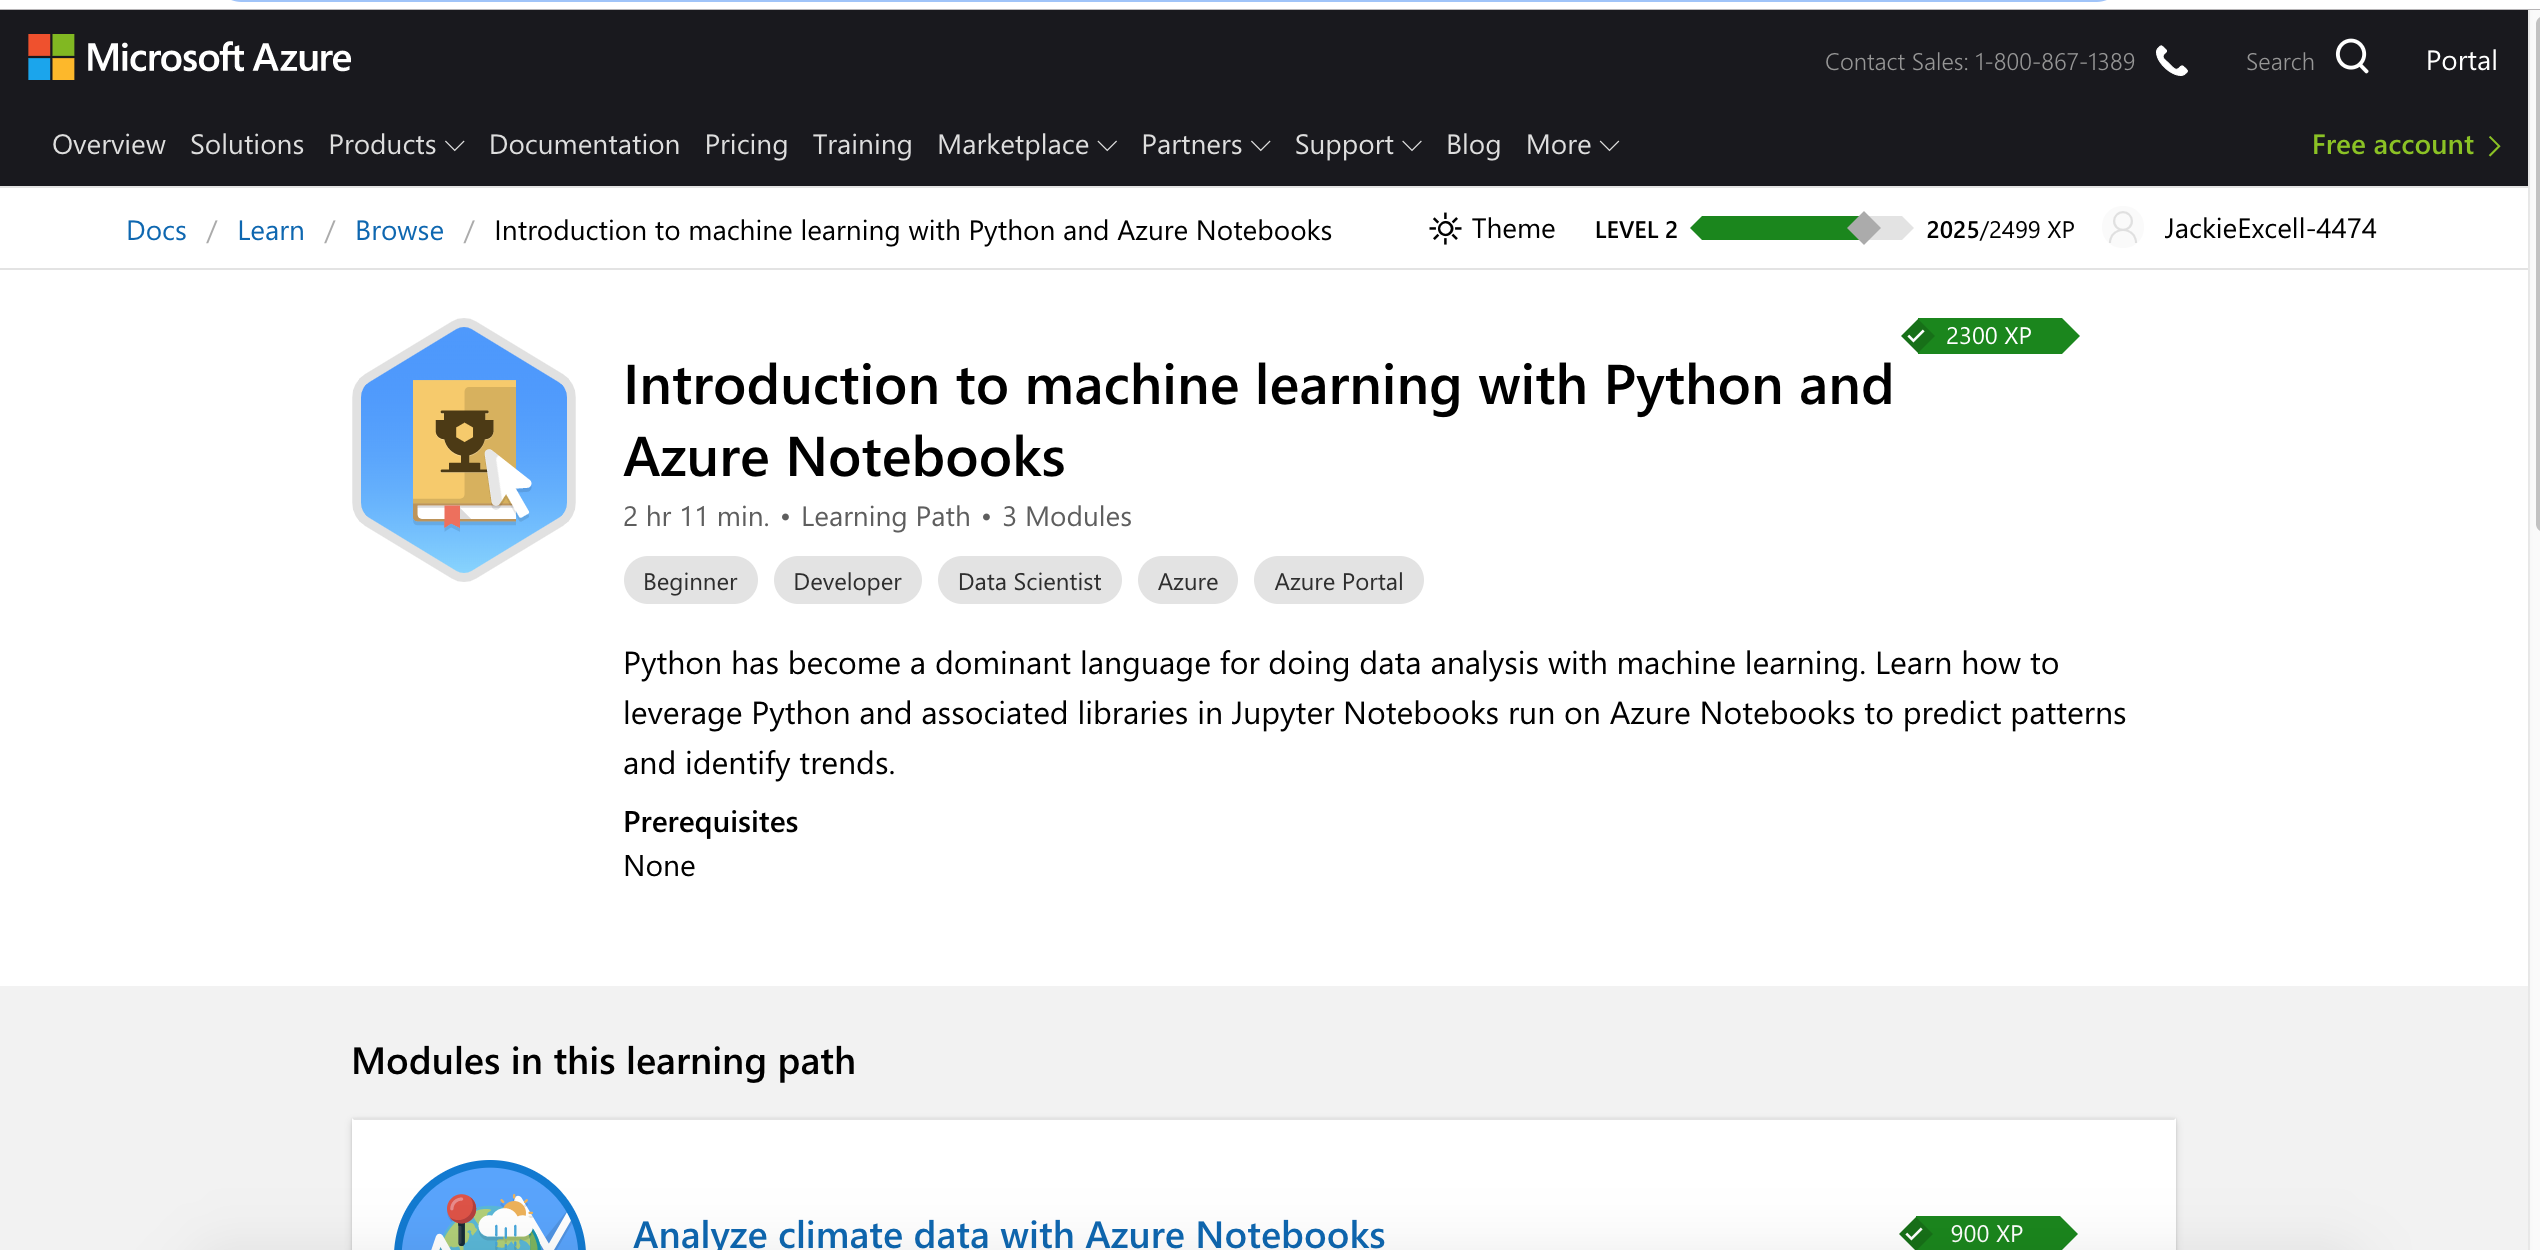 Microsoft Azure
Contact Sales: 1-800-867-1389
Search
Portal
Overview Solutions Products Documentation Pricing Training Marketplace Partners Support Blog More
Free account
Docs / Learn / Browse / Introduction to machine learning with Python and Azure Notebooks
Theme
LEVEL 2
2025/2499 XP
JackieExcell-4474
2300 XP
Introduction to machine learning with Python and
Azure Notebooks
2 hr 11 min. • Learning Path • 3 Modules
Beginner Developer Data Scientist Azure Azure Portal
Python has become a dominant language for doing data analysis with machine learning. Learn how to
leverage Python and associated libraries in Jupyter Notebooks run on Azure Notebooks to predict patterns
and identify trends.
Prerequisites
None
Modules in this learning path
Analyze climate data with Azure Notebooks
900 XP